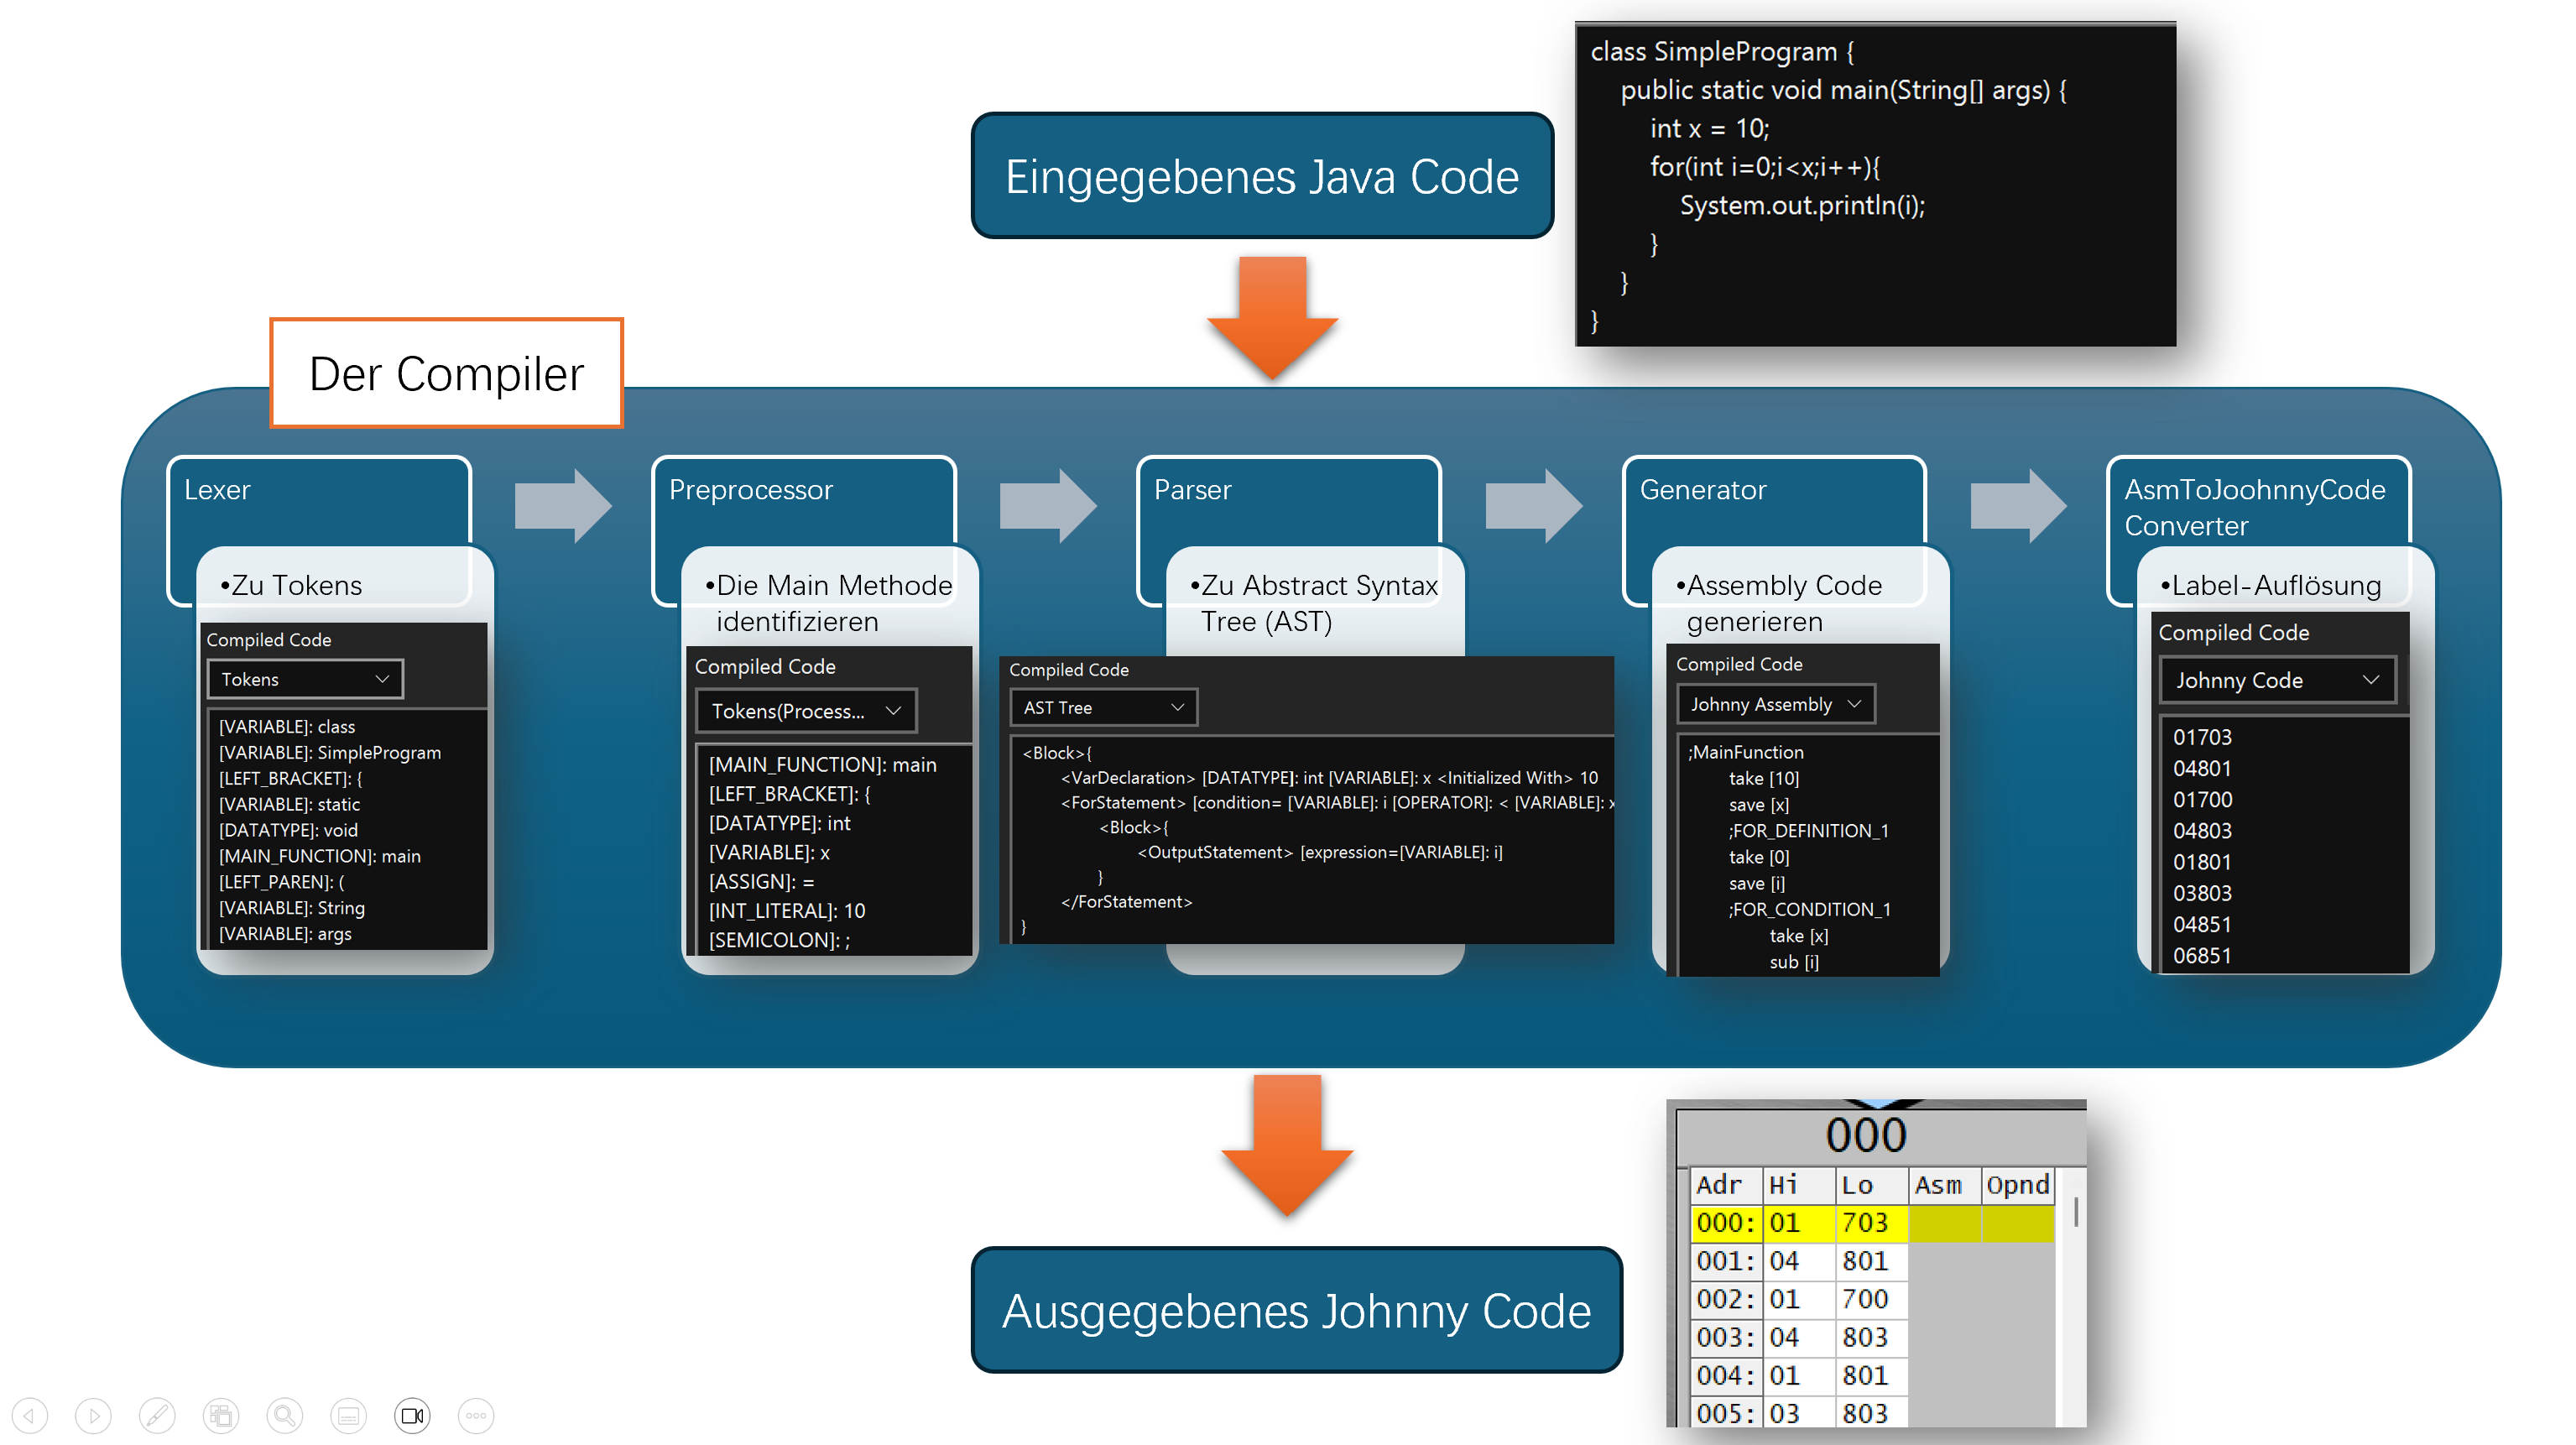 class SimpleProgram {
public static void main(String[] args) {
int x = 10;
for(int i=0;i<x;i++){
System.out.println(i);
}
}
}
Eingegebenes Java Code
Der Compiler
Lexer
•Zu Tokens
Compiled Code
Tokens
[VARIABLE]: class
[VARIABLE]: SimpleProgram
[LEFT_BRACKET]: {
[VARIABLE]: static
[DATATYPE]: void
[MAIN_FUNCTION]: main
[LEFT_PAREN]: (
[VARIABLE]: String
[VARIABLE]: args
Preprocessor
•Die Main Methode
identifizieren
Compiled Code
Tokens(Process...
[MAIN_FUNCTION]: main
[LEFT_BRACKET]: {
[DATATYPE]: int
[VARIABLE]: x
[ASSIGN]: =
[INT_LITERAL]: 10
[SEMICOLON]: ;
Parser
•Zu Abstract Syntax
Tree (AST)
Compiled Code
AST Tree
<Block>{
<VarDeclaration> [DATATYPE]: int [VARIABLE]: x <Initialized With> 10
<ForStatement> [condition= [VARIABLE]: i [OPERATOR]: < [VARIABLE]: x
<Block>{
<OutputStatement> [expression=[VARIABLE]: i]
}
</ForStatement>
}
Generator
•Assembly Code
generieren
Compiled Code
Johnny Assembly
;MainFunction
take [10]
save [x]
;FOR_DEFINITION_1
take [0]
save [i]
;FOR_CONDITION_1
take [x]
sub [i]
AsmToJoohnnyCode
Converter
•Label-Auflösung
Compiled Code
Johnny Code
01703
04801
01700
04803
01801
03803
04851
06851
Ausgegebenes Johnny Code
000
Adr Hi Lo Asm Opnd
000: 01 703
001: 04 801
002: 01 700
003: 04 803
004: 01 801
005: 03 803